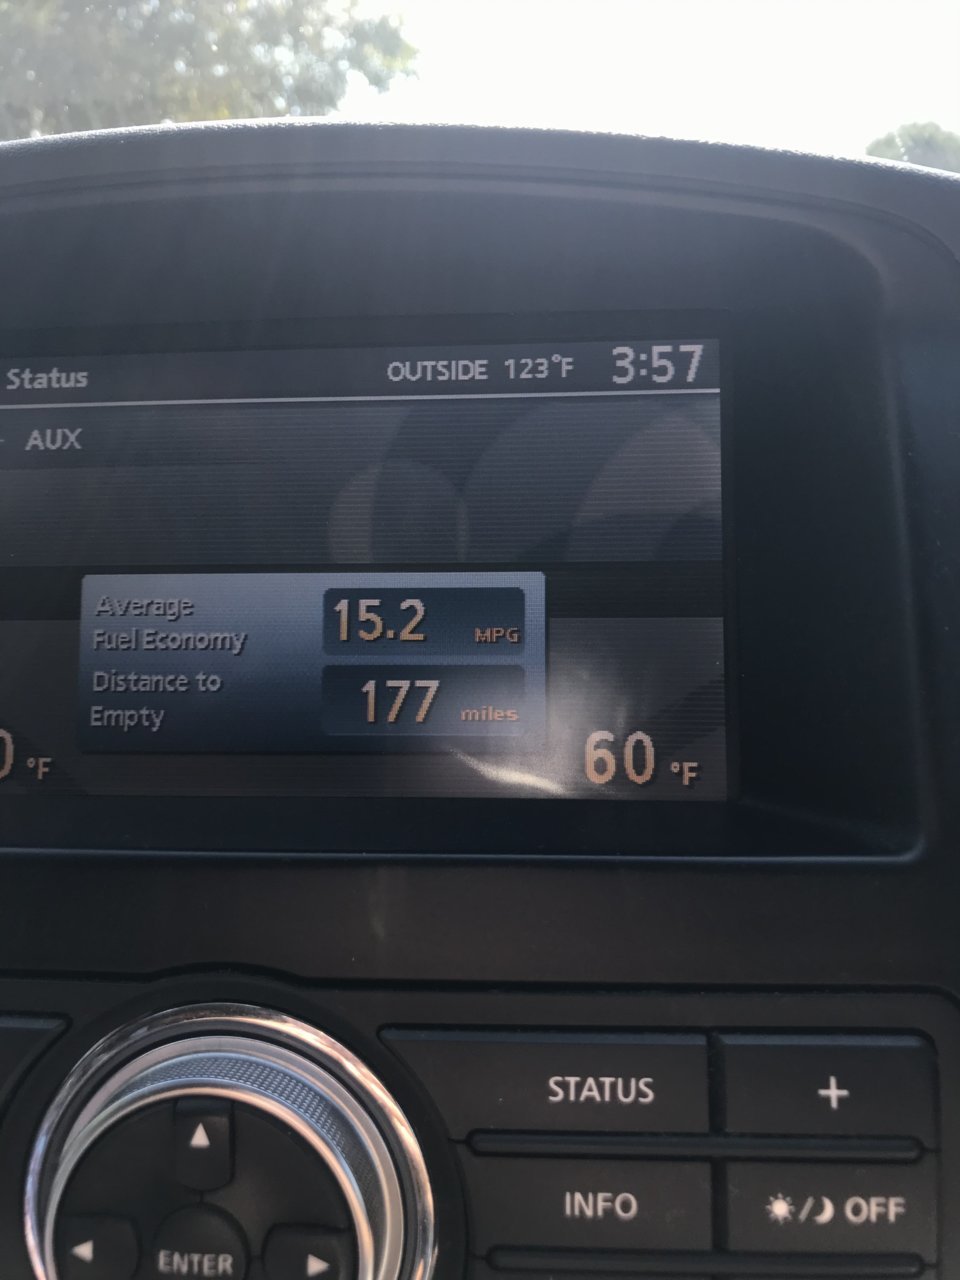 Status OUTSIDE 123°F 3:57
AUX
Average
Fuel Economy 15.2 MPG
Distance to
Empty 177 miles
0 °F 60 °F
STATUS +
INFO / OFF
ENTER